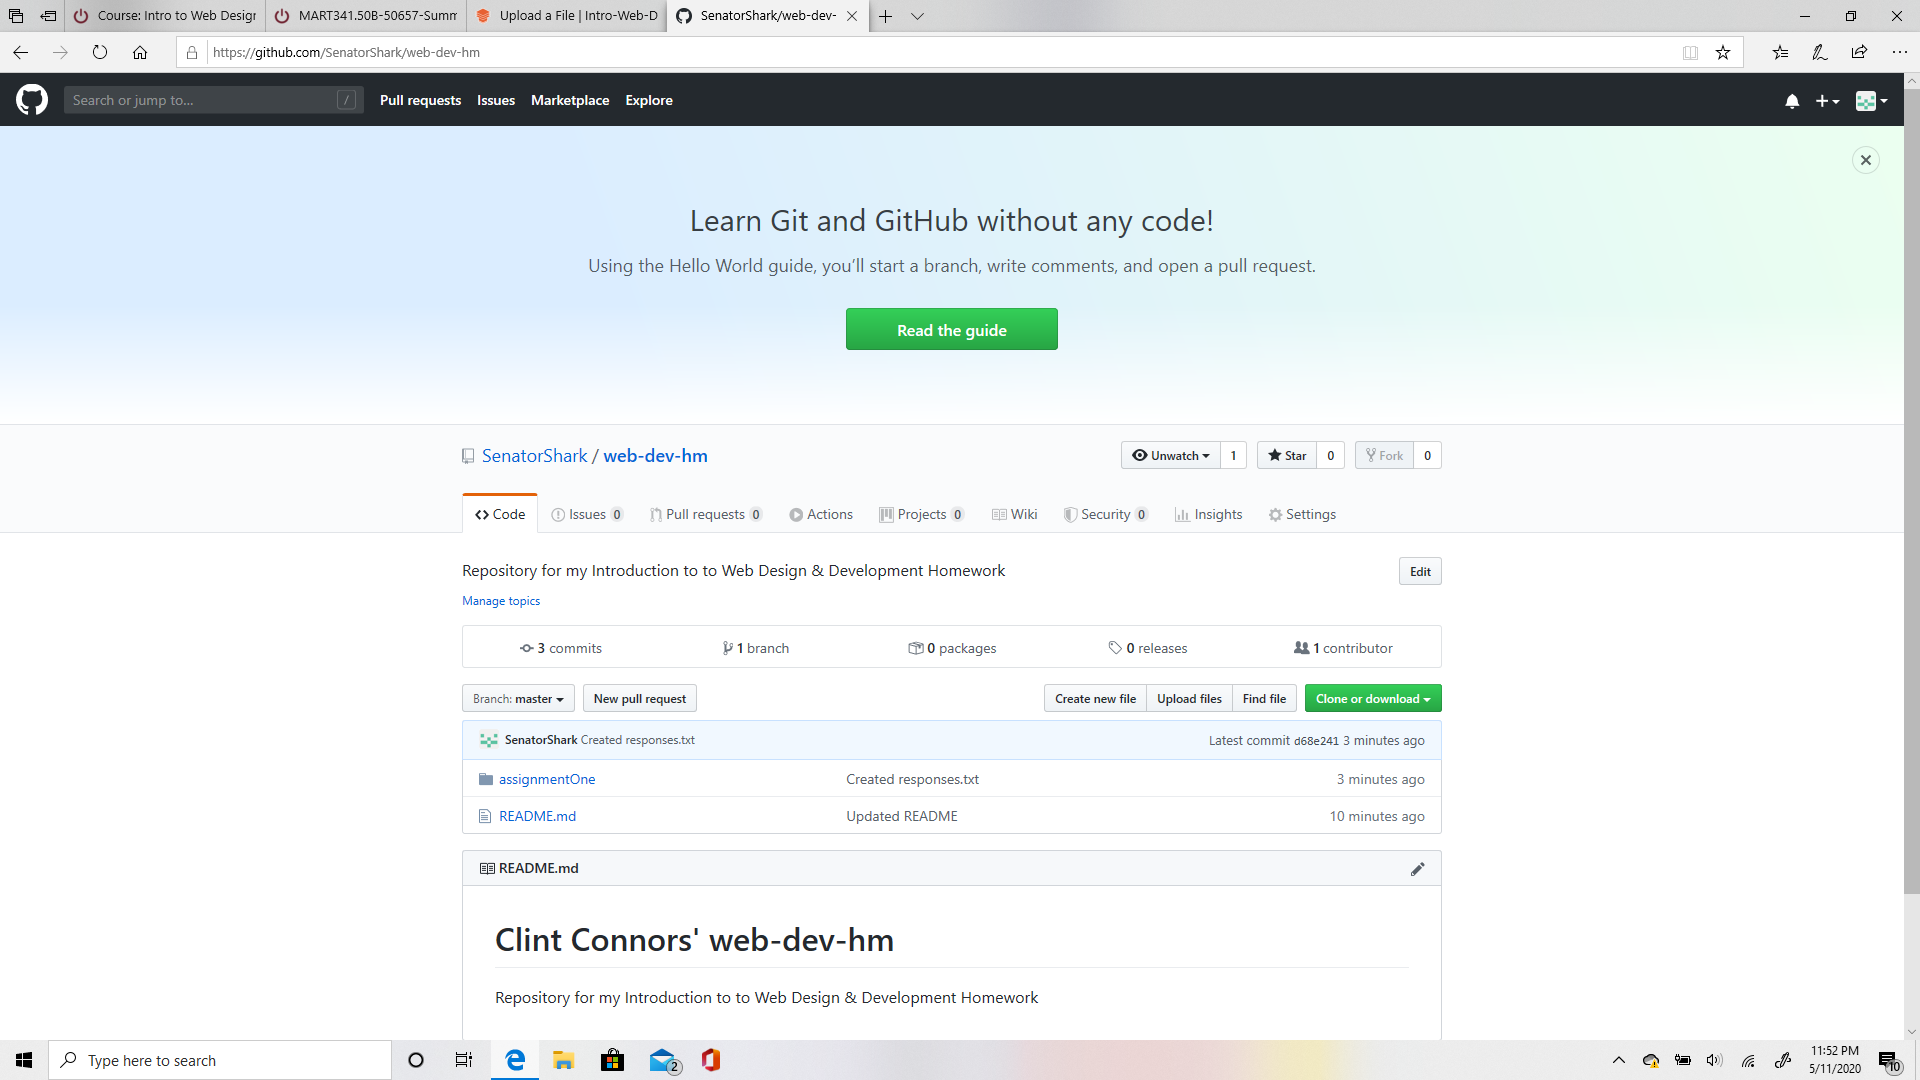 Course: Intro to Web Design
MART341.50B-50657-Summ
Upload a File | Intro-Web-D
SenatorShark/web-dev-
https://github.com/SenatorShark/web-dev-hm
Search or jump to... /
Pull requests Issues Marketplace Explore
Learn Git and GitHub without any code!
Using the Hello World guide, you’ll start a branch, write comments, and open a pull request.
Read the guide
SenatorShark / web-dev-hm
Unwatch 1 Star 0 Fork 0
Code Issues 0 Pull requests 0 Actions Projects 0 Wiki Security 0 Insights Settings
Repository for my Introduction to to Web Design & Development Homework
Edit
Manage topics
3 commits 1 branch 0 packages 0 releases 1 contributor
Branch: master New pull request Create new file Upload files Find file Clone or download
SenatorShark Created responses.txt Latest commit d68e241 3 minutes ago
assignmentOne Created responses.txt 3 minutes ago
README.md Updated README 10 minutes ago
README.md
Clint Connors' web-dev-hm
Repository for my Introduction to to Web Design & Development Homework
Type here to search
2
11:52 PM
5/11/2020
10